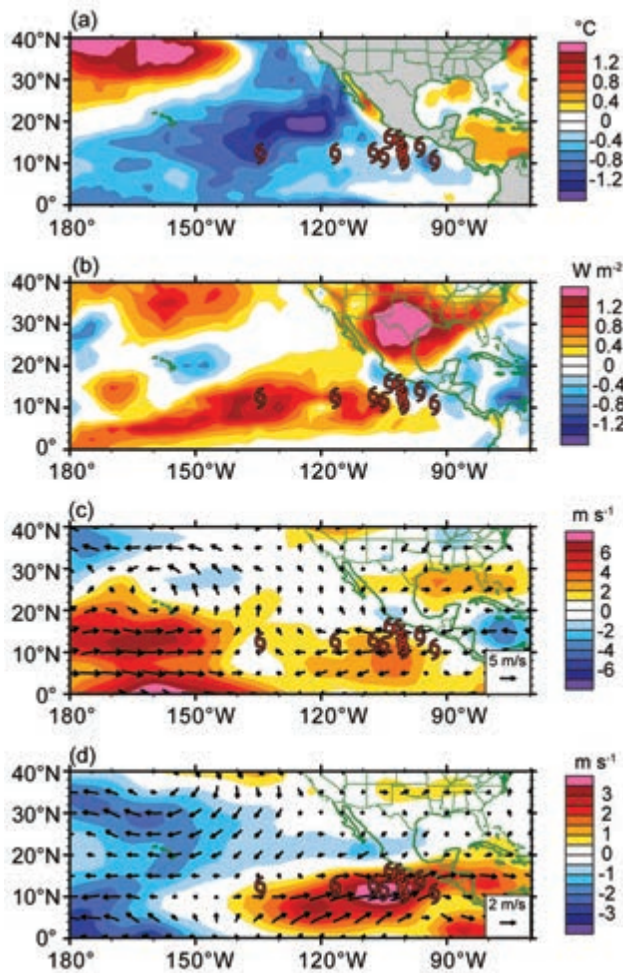 (a)
°C
40°N
30°N
20°N
10°N
0°
1.2
0.8
0.4
0
-0.4
-0.8
-1.2
180°
150°W
120°W
90°W
(b)
W m⁻²
40°N
30°N
20°N
10°N
0°
1.2
0.8
0.4
0
-0.4
-0.8
-1.2
180°
150°W
120°W
90°W
(c)
m s⁻¹
40°N
30°N
20°N
10°N
0°
6
4
2
0
-2
-4
-6
5 m/s
180°
150°W
120°W
90°W
(d)
m s⁻¹
40°N
30°N
20°N
10°N
0°
3
2
1
0
-1
-2
-3
2 m/s
180°
150°W
120°W
90°W